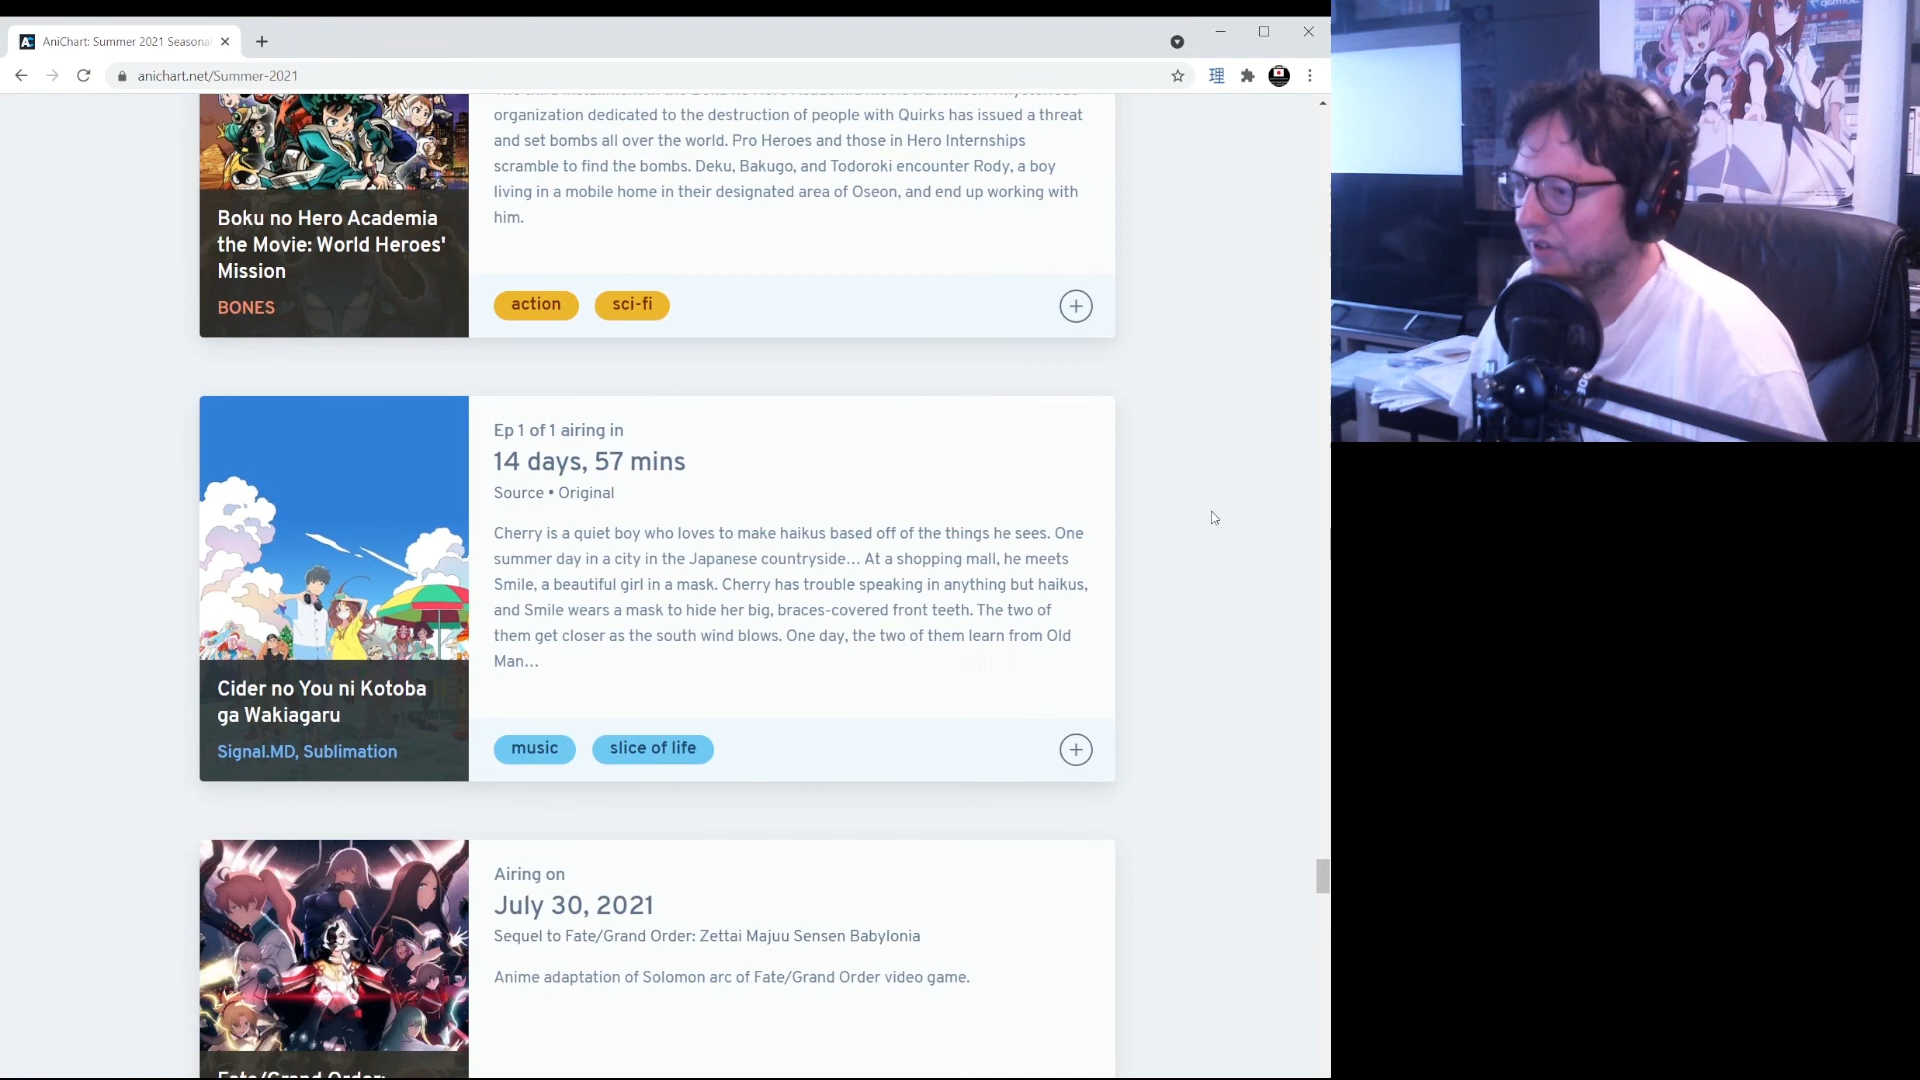 AniChart: Summer 2021 Seasonal
anichart.net/Summer-2021
理
organization dedicated to the destruction of people with Quirks has issued a threat
and set bombs all over the world. Pro Heroes and those in Hero Internships
scramble to find the bombs. Deku, Bakugo, and Todoroki encounter Rody, a boy
living in a mobile home in their designated area of Oseon, and end up working with
him.
Boku no Hero Academia
the Movie: World Heroes'
Mission
BONES
action
sci-fi
Ep 1 of 1 airing in
14 days, 57 mins
Source • Original
Cherry is a quiet boy who loves to make haikus based off of the things he sees. One
summer day in a city in the Japanese countryside... At a shopping mall, he meets
Smile, a beautiful girl in a mask. Cherry has trouble speaking in anything but haikus,
and Smile wears a mask to hide her big, braces-covered front teeth. The two of
them get closer as the south wind blows. One day, the two of them learn from Old
Man...
Cider no You ni Kotoba
ga Wakiagaru
Signal.MD, Sublimation
music
slice of life
Airing on
July 30, 2021
Sequel to Fate/Grand Order: Zettai Majuu Sensen Babylonia
Anime adaptation of Solomon arc of Fate/Grand Order video game.
Fate/Grand Order: